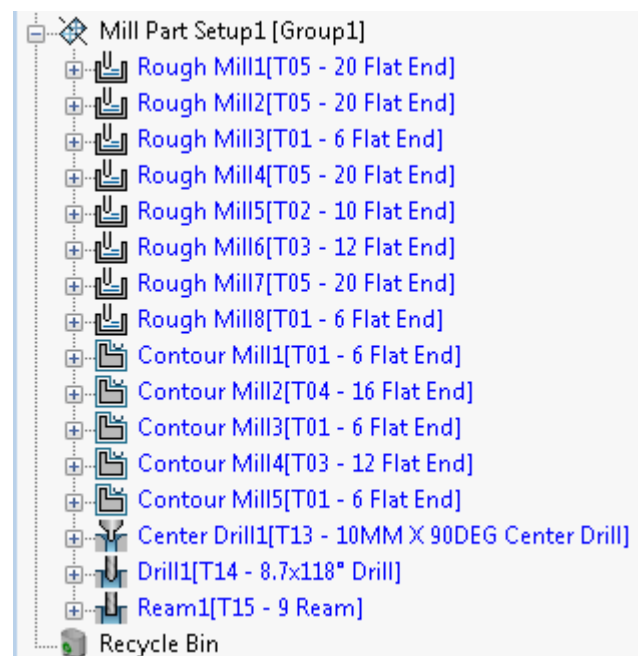 Mill Part Setup1 [Group1]
Rough Mill1[T05 - 20 Flat End]
Rough Mill2[T05 - 20 Flat End]
Rough Mill3[T01 - 6 Flat End]
Rough Mill4[T05 - 20 Flat End]
Rough Mill5[T02 - 10 Flat End]
Rough Mill6[T03 - 12 Flat End]
Rough Mill7[T05 - 20 Flat End]
Rough Mill8[T01 - 6 Flat End]
Contour Mill1[T01 - 6 Flat End]
Contour Mill2[T04 - 16 Flat End]
Contour Mill3[T01 - 6 Flat End]
Contour Mill4[T03 - 12 Flat End]
Contour Mill5[T01 - 6 Flat End]
Center Drill1[T13 - 10MM X 90DEG Center Drill]
Drill1[T14 - 8.7x118° Drill]
Ream1[T15 - 9 Ream]
Recycle Bin